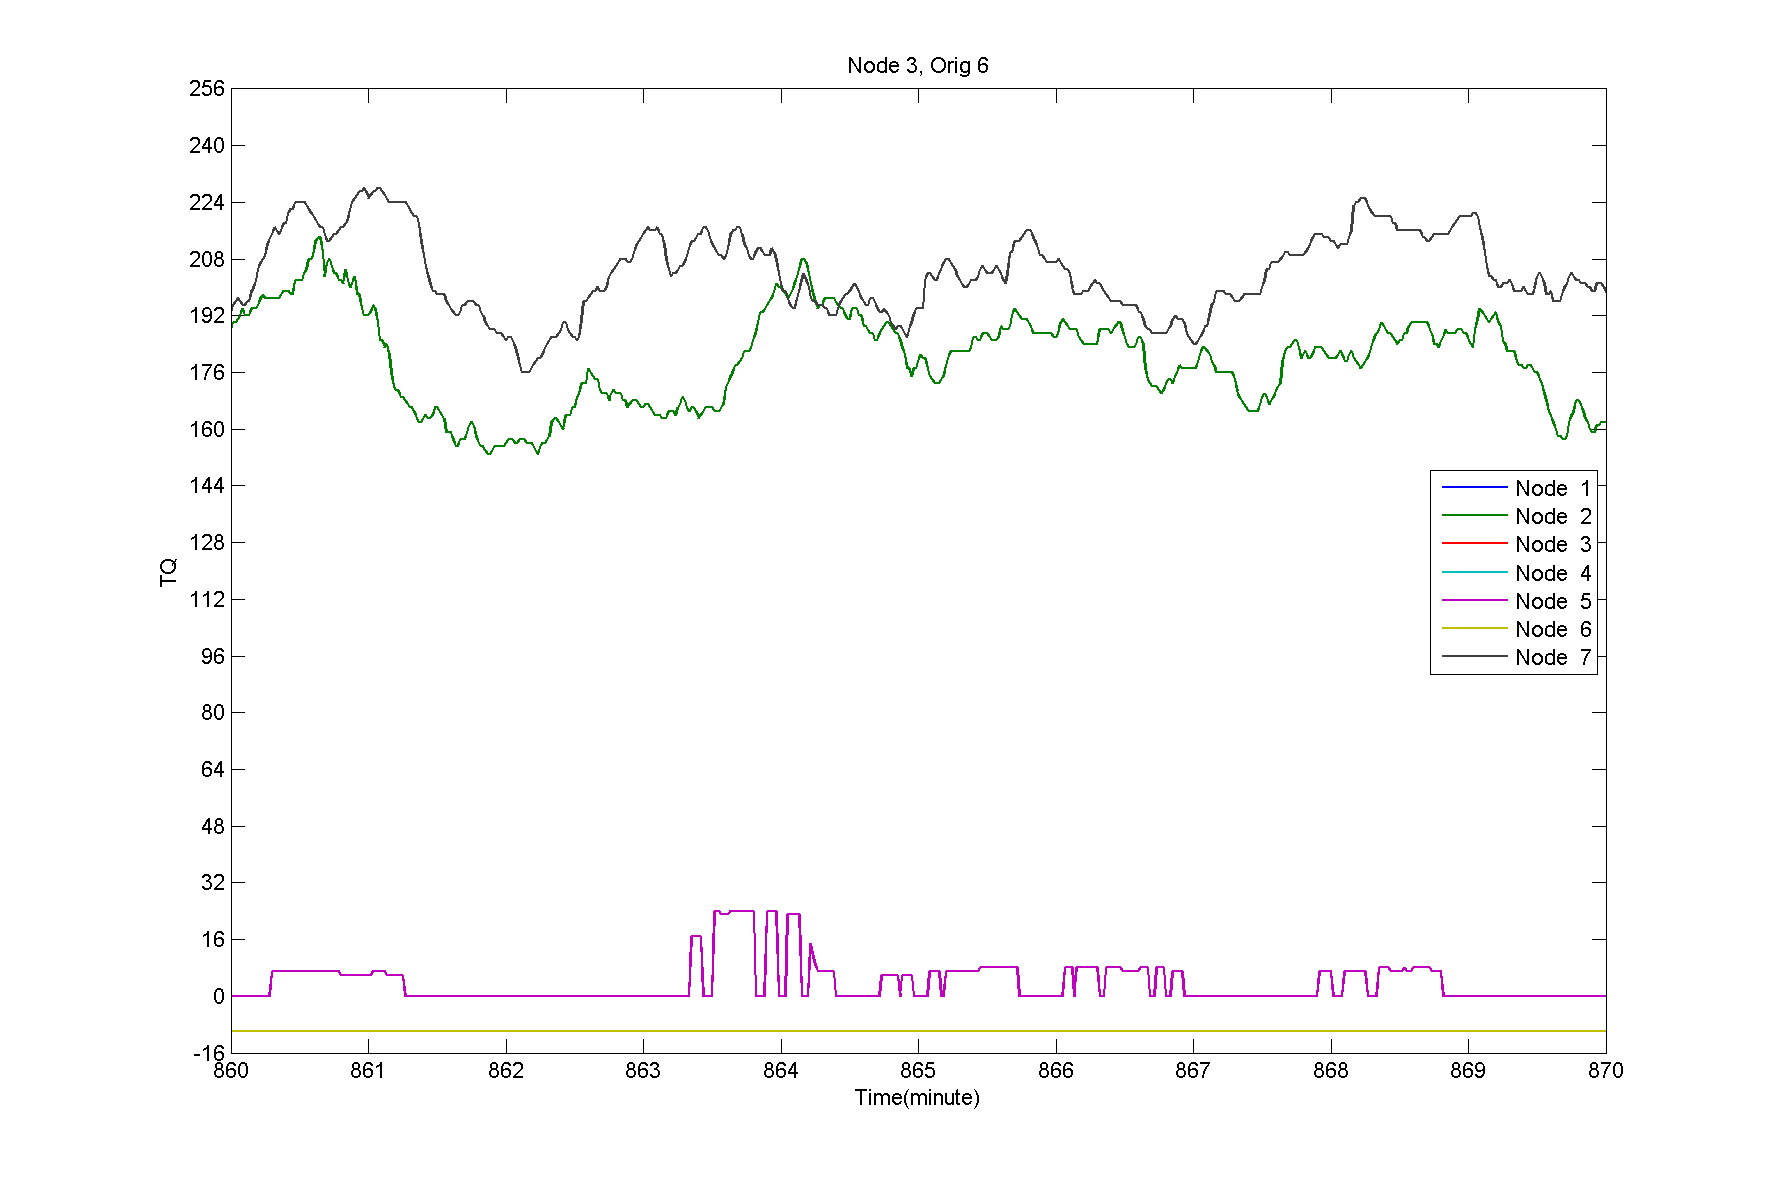 Node 3, Orig 6
256
240
224
208
192
176
160
144
128
112
96
80
64
48
32
16
0
-16
TQ
Node 1
Node 2
Node 3
Node 4
Node 5
Node 6
Node 7
860 861 862 863 864 865 866 867 868 869 870
Time(minute)